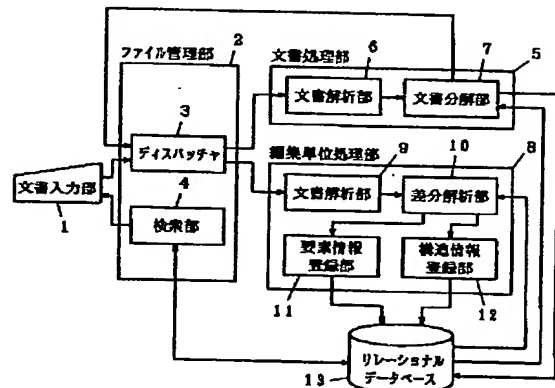 ファイル管理部
2
文書処理部
6
7
5
文書解析部
文書分解部
3
ディスパッチャ
編集単位処理部
9
10
8
文書入力部
1
4
検索部
文書解析部
差分解析部
要素情報
登録部
構造情報
登録部
11
12
リレーショナル
データベース
13